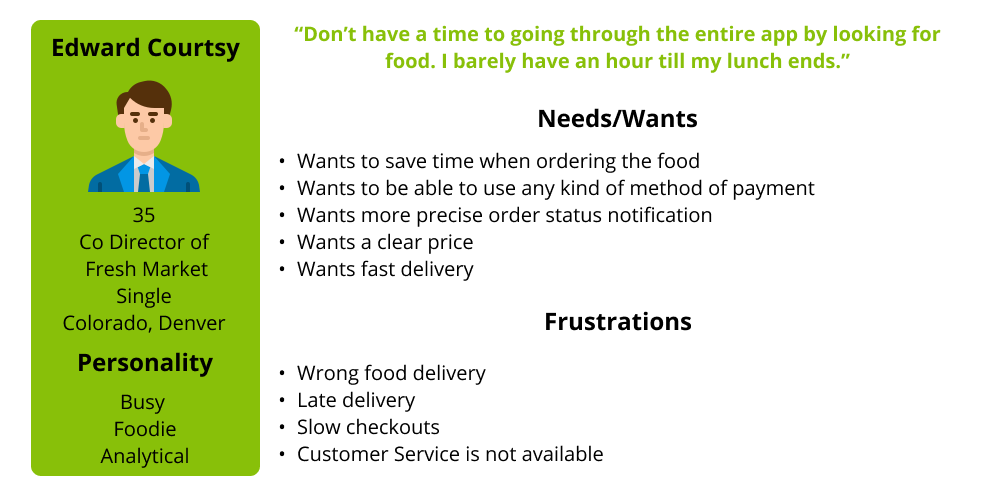 Edward Courtsy
35
Co Director of
Fresh Market
Single
Colorado, Denver
Personality
Busy
Foodie
Analytical
“Don’t have a time to going through the entire app by looking for
food. I barely have an hour till my lunch ends.”
Needs/Wants
• Wants to save time when ordering the food
• Wants to be able to use any kind of method of payment
• Wants more precise order status notification
• Wants a clear price
• Wants fast delivery
Frustrations
• Wrong food delivery
• Late delivery
• Slow checkouts
• Customer Service is not available